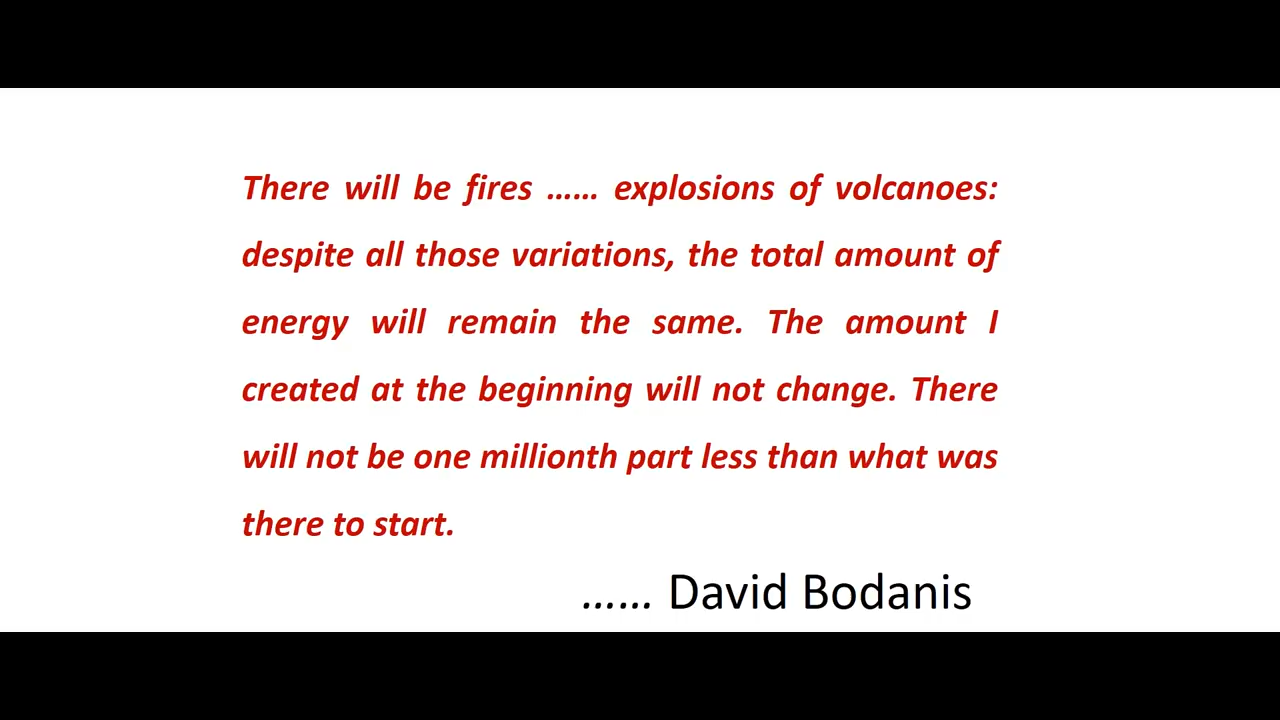 There will be fires …… explosions of volcanoes:
despite all those variations, the total amount of
energy will remain the same. The amount I
created at the beginning will not change. There
will not be one millionth part less than what was
there to start.
…… David Bodanis